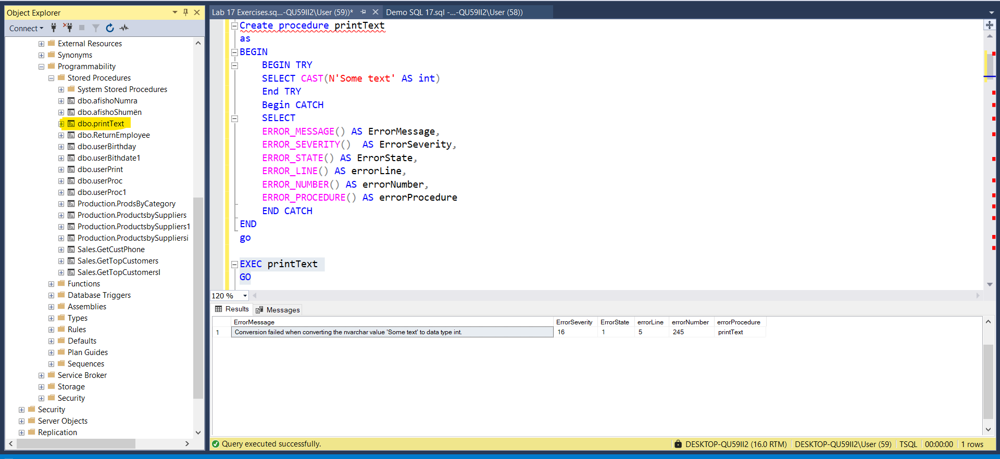 Object Explorer
Connect
External Resources
Synonyms
Programmability
Stored Procedures
System Stored Procedures
dbo.afishoNumra
dbo.afishoShumën
dbo.printText
dbo.ReturnEmployee
dbo.userBirthday
dbo.userBithdate1
dbo.userPrint
dbo.userProc
dbo.userProc1
Production.ProdsByCategory
Production.ProductsbySuppliers
Production.ProductsbySuppliers1
Production.ProductsbySuppliersi
Sales.GetCustPhone
Sales.GetTopCustomers
Sales.GetTopCustomersI
Functions
Database Triggers
Assemblies
Types
Rules
Defaults
Plan Guides
Sequences
Service Broker
Storage
Security
Security
Server Objects
Replication
Lab 17 Exercises.sq...-QU59II2\User (59))*
Demo SQL 17.sql -...-QU59II2\User (58))
Create procedure printText
as
BEGIN
BEGIN TRY
SELECT CAST(N'Some text' AS int)
End TRY
Begin CATCH
SELECT
ERROR_MESSAGE() AS ErrorMessage,
ERROR_SEVERITY()  AS ErrorSeverity,
ERROR_STATE() AS ErrorState,
ERROR_LINE() AS errorLine,
ERROR_NUMBER() AS errorNumber,
ERROR_PROCEDURE() AS errorProcedure
END CATCH
END
go
EXEC printText
GO
120 %
Results Messages
ErrorMessage ErrorSeverity ErrorState errorLine errorNumber errorProcedure
1 Conversion failed when converting the nvarchar value 'Some text' to data type int. 16 1 5 245 printText
Query executed successfully. DESKTOP-QU59II2 (16.0 RTM) DESKTOP-QU59II2\User (59) TSQL 00:00:00 1 rows